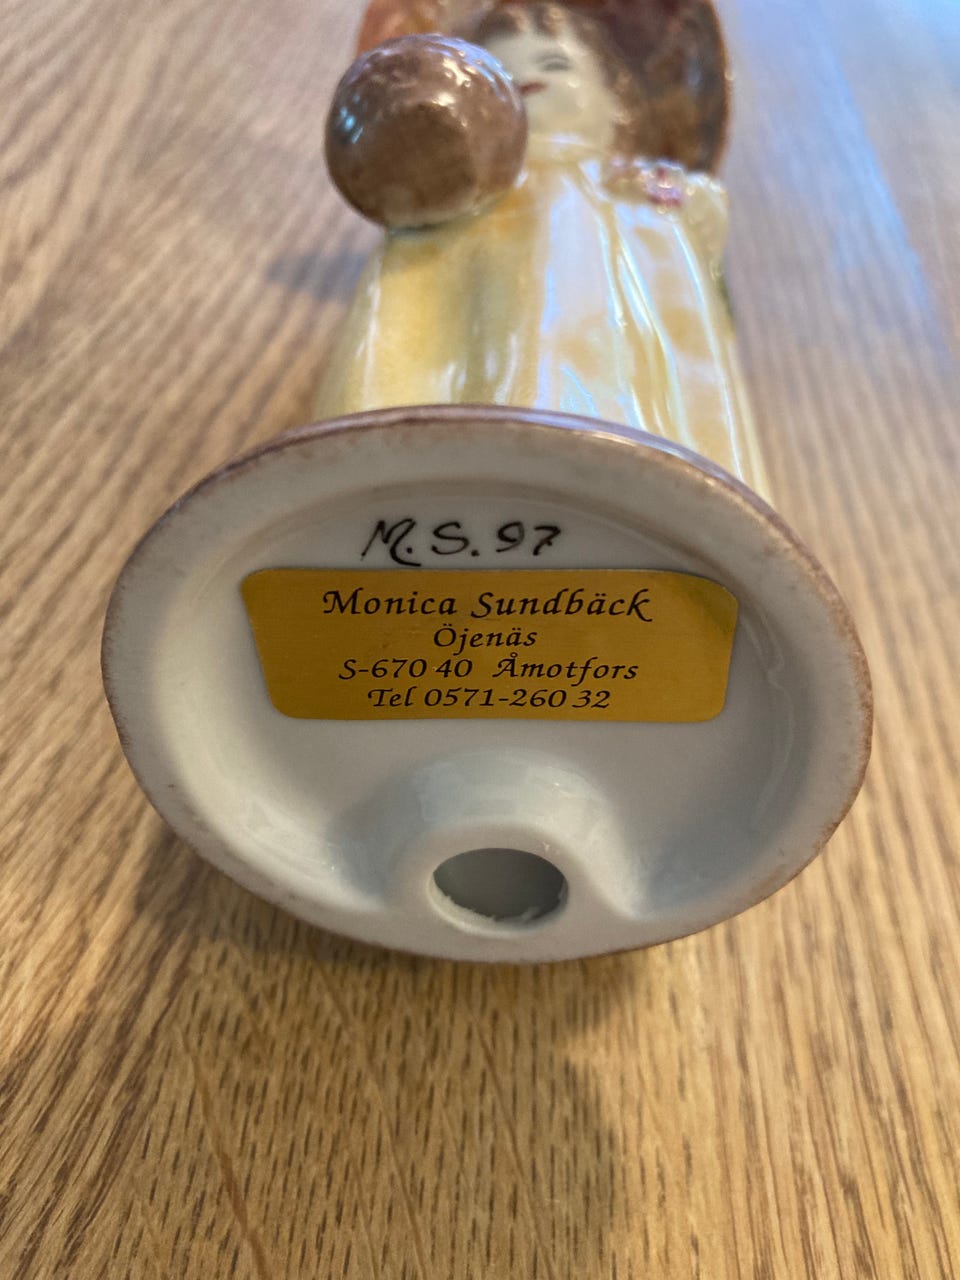 M. S. 97
Monica Sundbäck
Öjenäs
S-670 40 Åmotfors
Tel 0571-260 32